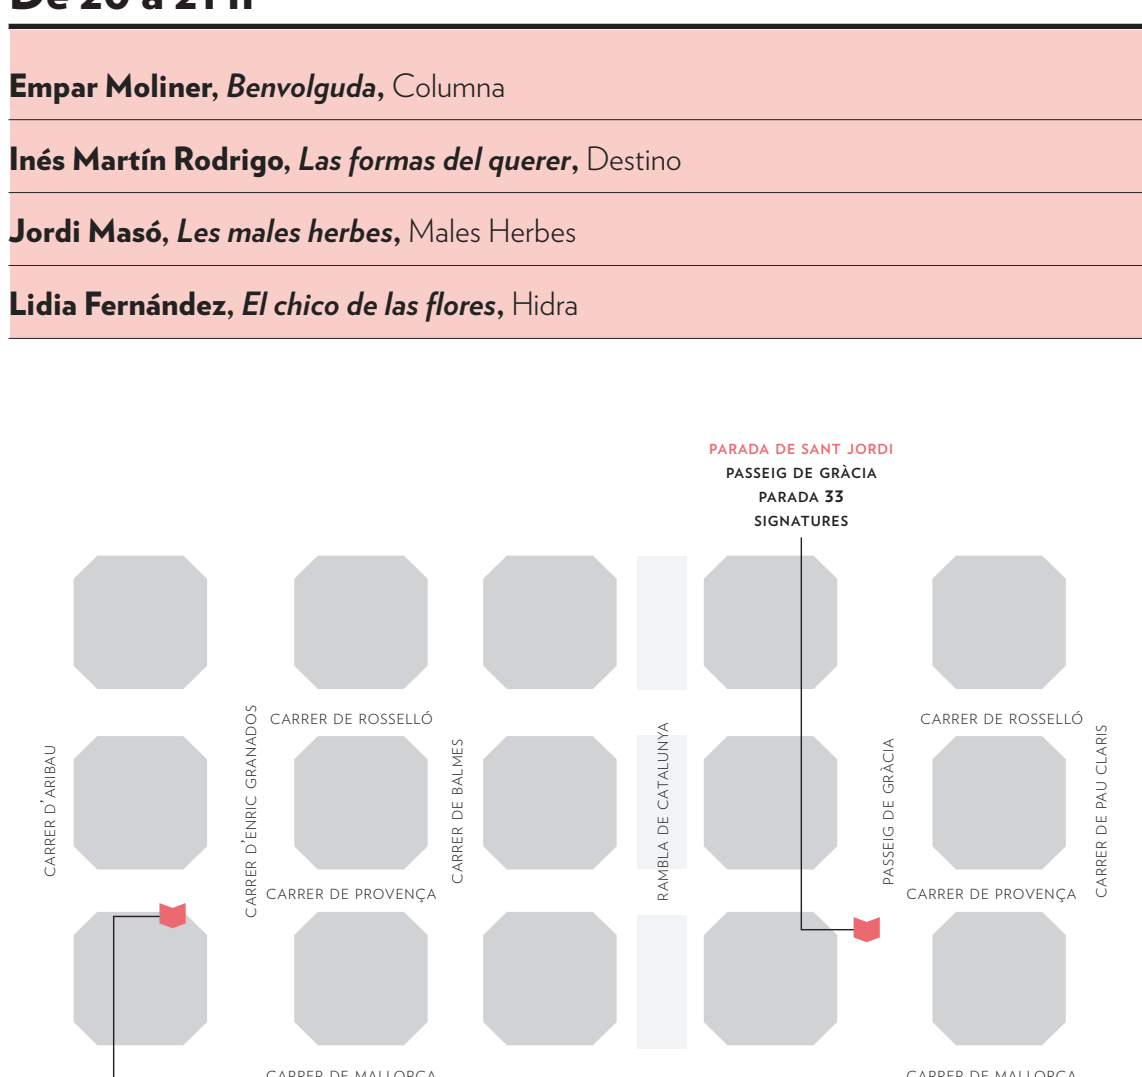 De 20 a 21 h
Empar Moliner, Benvolguda, Columna
Inés Martín Rodrigo, Las formas del querer, Destino
Jordi Masó, Les males herbes, Males Herbes
Lidia Fernández, El chico de las flores, Hidra
PARADA DE SANT JORDI
PASSEIG DE GRÀCIA
PARADA 33
SIGNATURES
CARRER DE ROSSELLÓ
CARRER DE ROSSELLÓ
CARRER D'ARIBAU
CARRER D'ENRIC GRANADOS
CARRER DE BALMES
RAMBLA DE CATALUNYA
PASSEIG DE GRÀCIA
CARRER DE PAU CLARIS
CARRER DE PROVENÇA
CARRER DE PROVENÇA
CARRER DE MALLORCA
CARRER DE MALLORCA